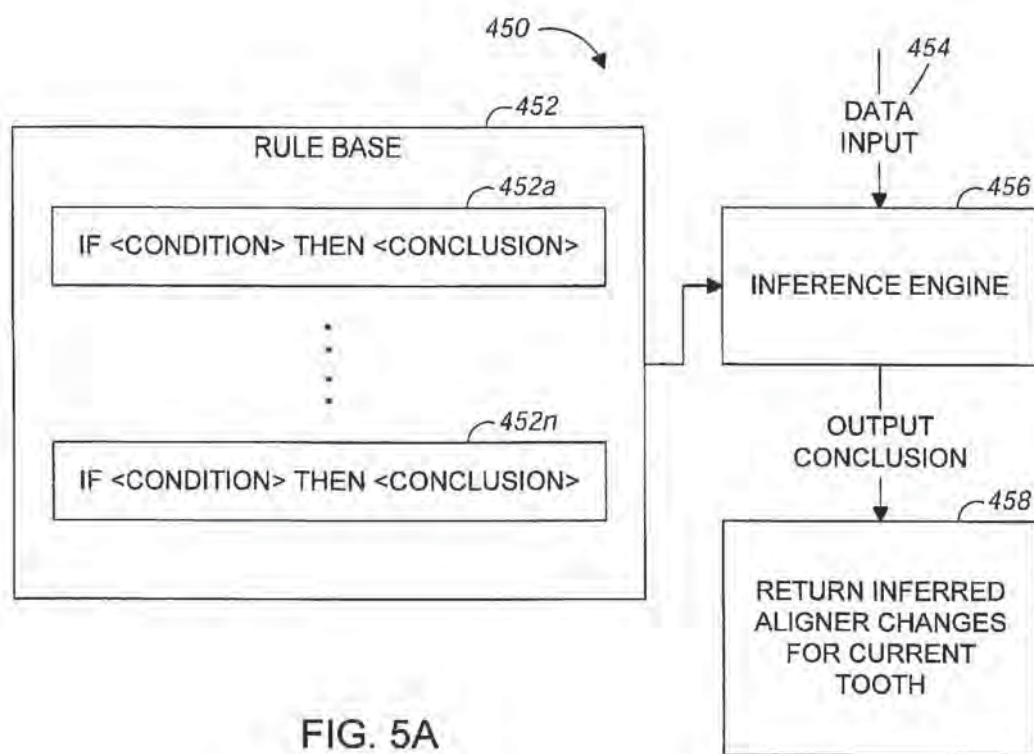 450
454
DATA
INPUT
452
RULE BASE
452a
IF <CONDITION> THEN <CONCLUSION>
452n
IF <CONDITION> THEN <CONCLUSION>
456
INFERENCE ENGINE
OUTPUT
CONCLUSION
458
RETURN INFERRED
ALIGNER CHANGES
FOR CURRENT
TOOTH
FIG. 5A